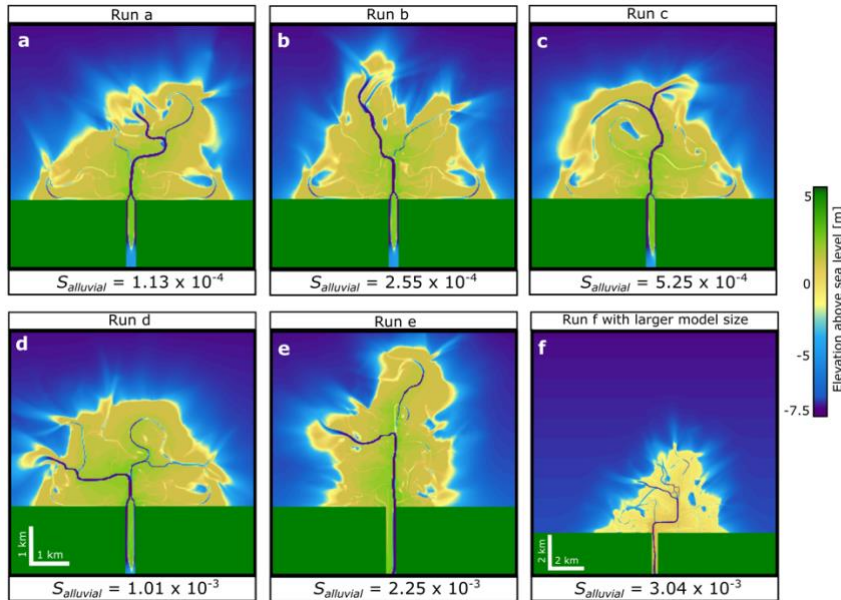 Run a
Run b
Run c
a
b
c
S_alluvial = 1.13 x 10⁻⁴
S_alluvial = 2.55 x 10⁻⁴
S_alluvial = 5.25 x 10⁻⁴
Run d
Run e
Run f with larger model size
d
e
f
1 km
1 km
2 km
2 km
S_alluvial = 1.01 x 10⁻³
S_alluvial = 2.25 x 10⁻³
S_alluvial = 3.04 x 10⁻³
5
0
-5
-7.5
Elevation above sea level [m]